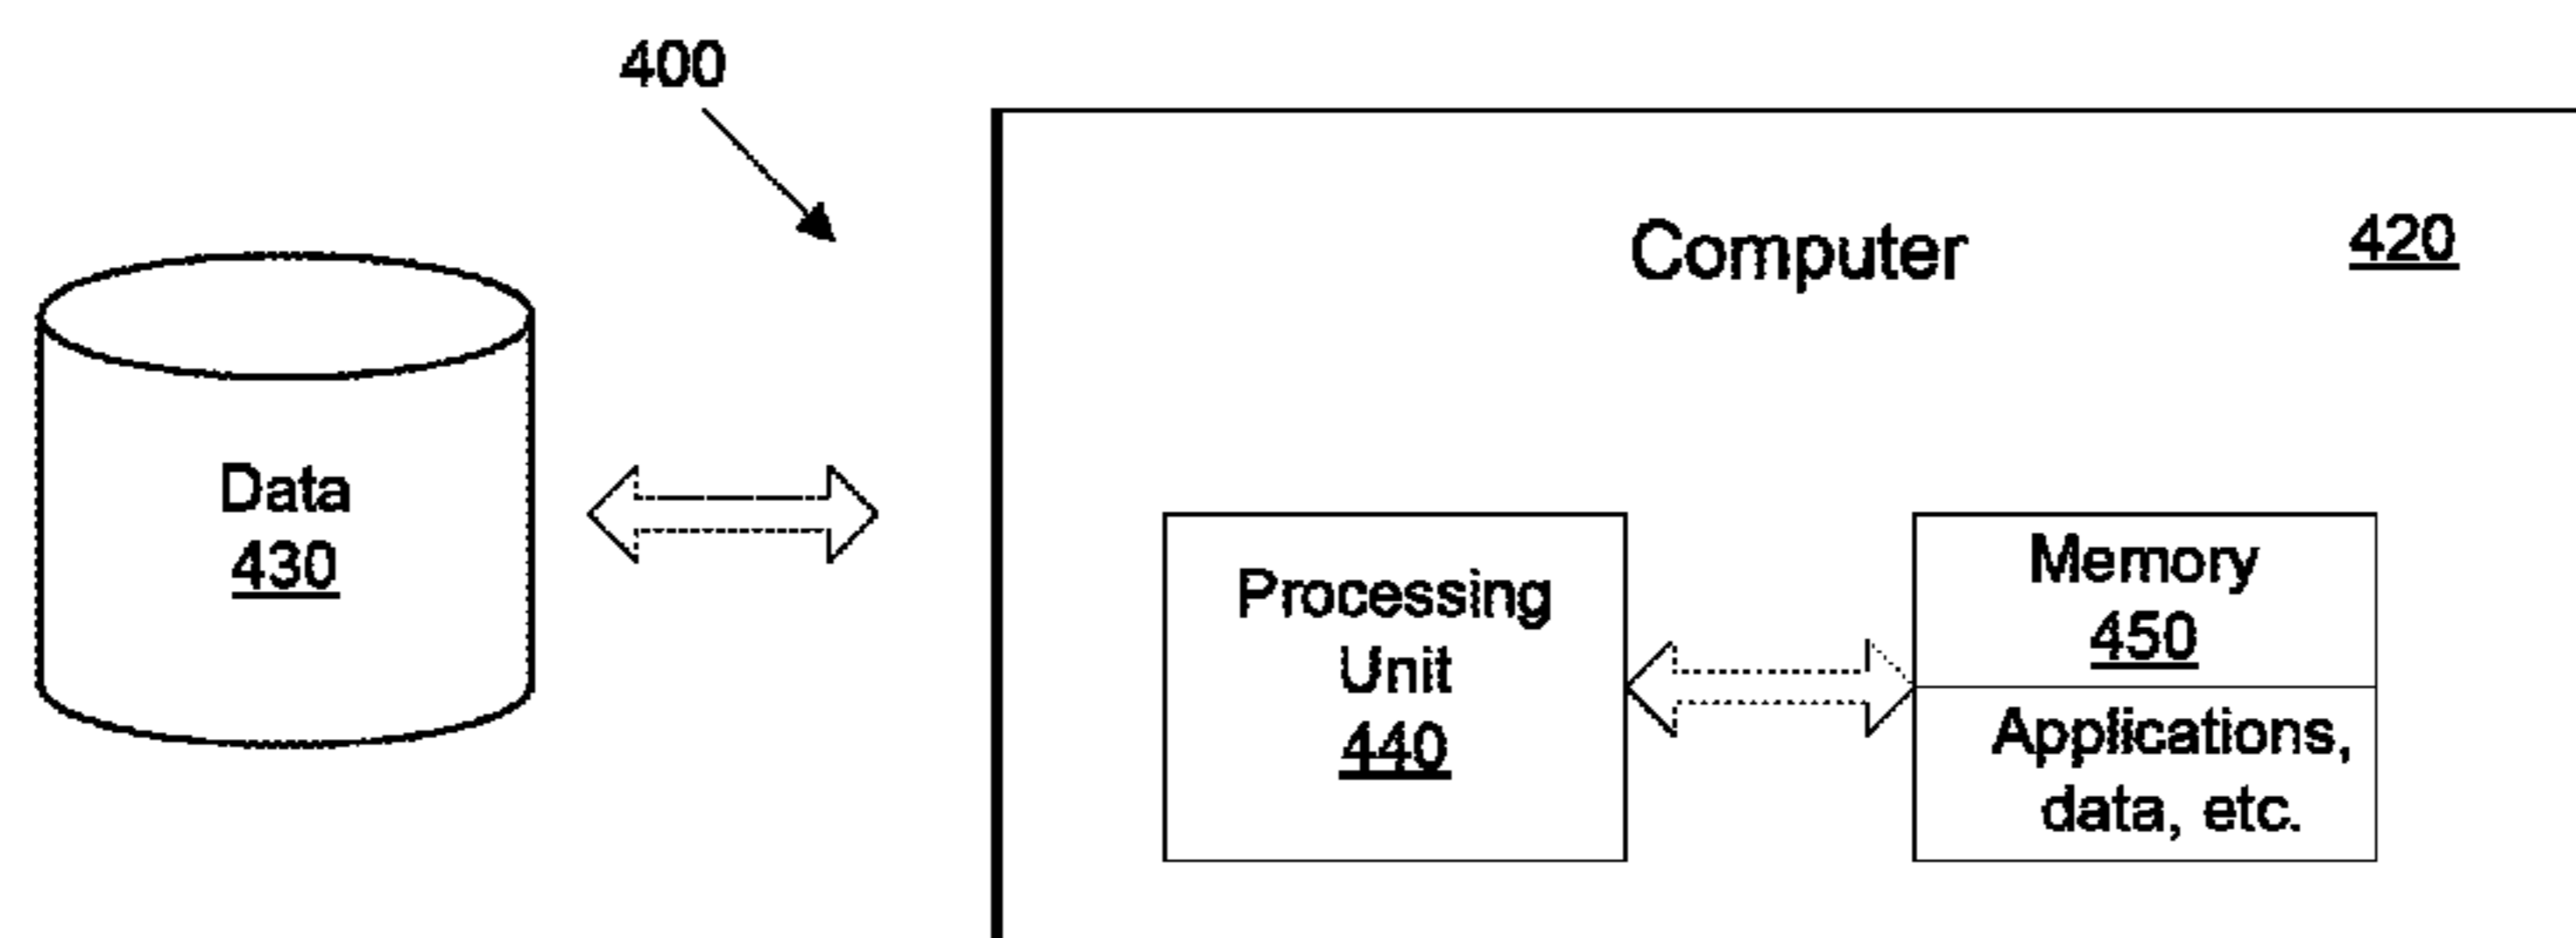 400
Computer
420
Data
430
Processing
Unit
440
Memory
450
Applications,
data, etc.